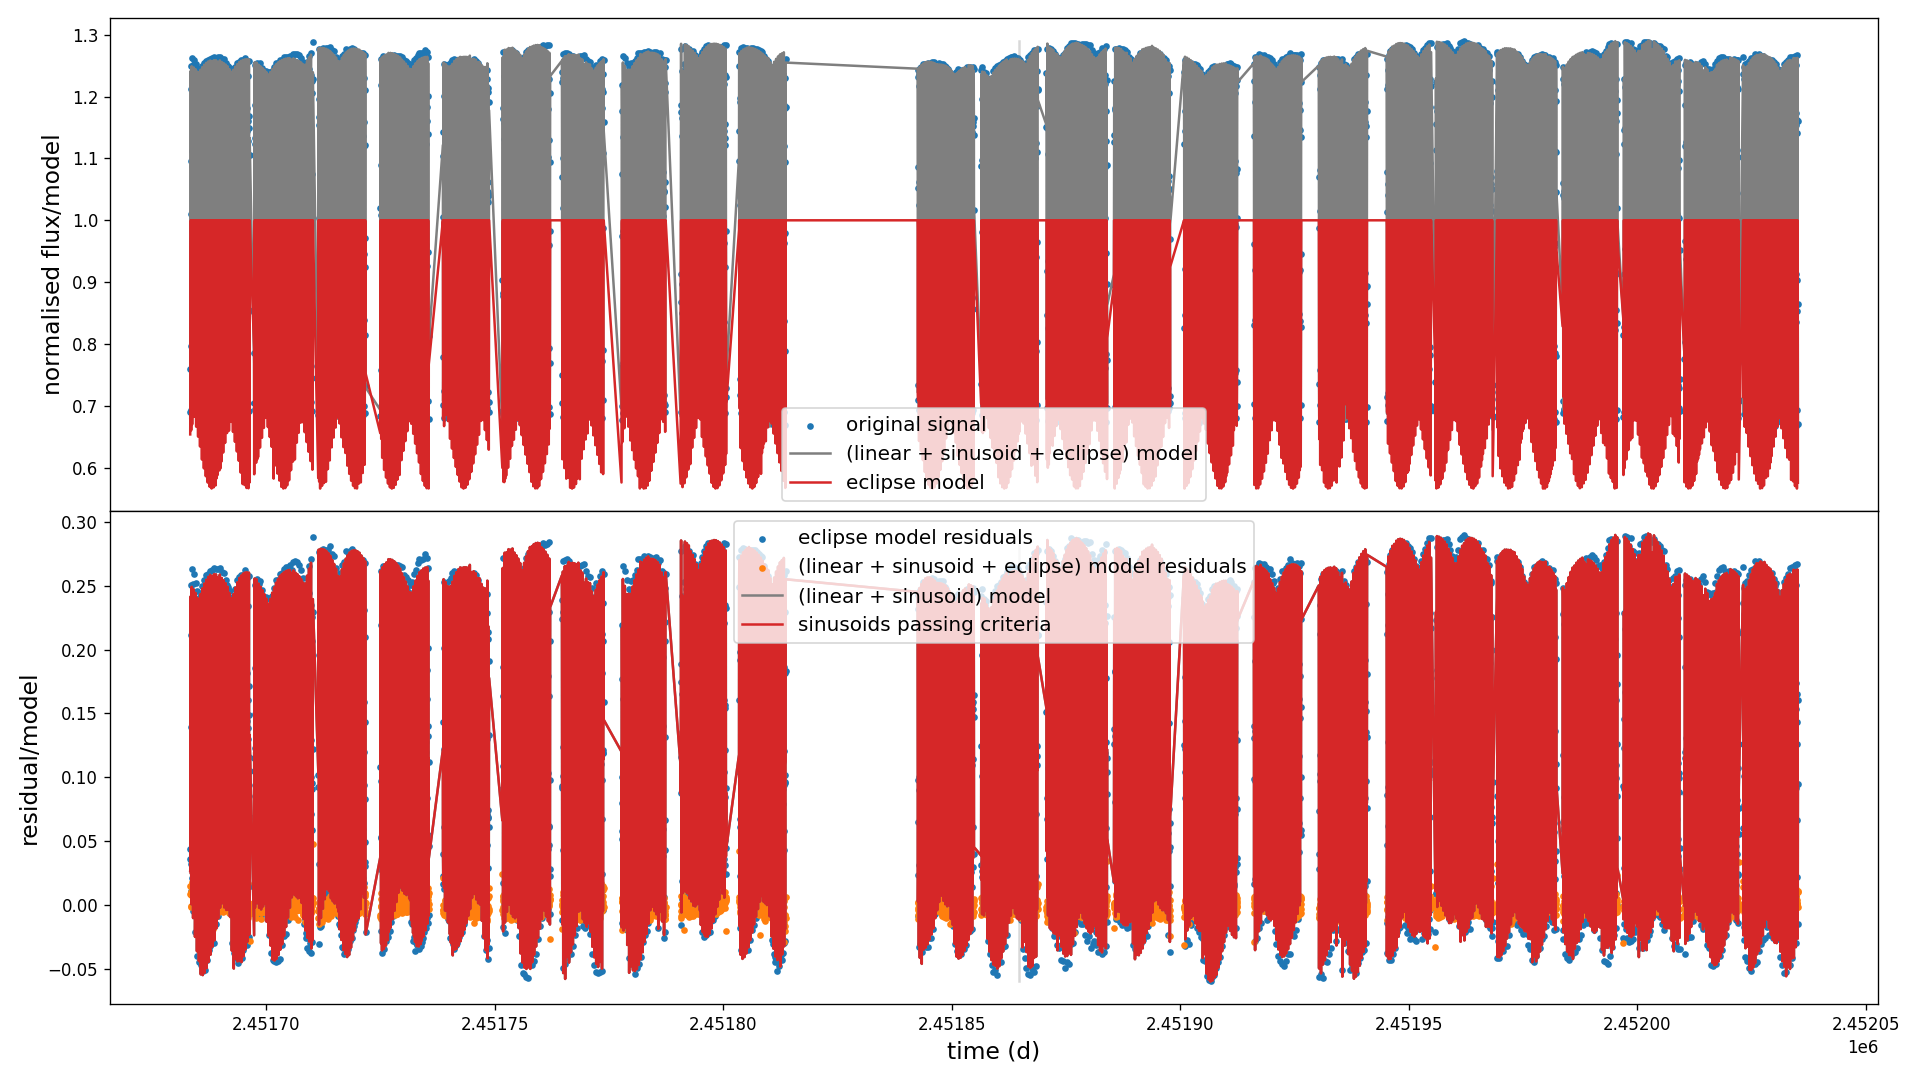 1.3
1.2
1.1
1.0
0.9
0.8
0.7
0.6
normalised flux/model
original signal
(linear + sinusoid + eclipse) model
eclipse model
0.30
0.25
0.20
0.15
0.10
0.05
0.00
−0.05
residual/model
eclipse model residuals
(linear + sinusoid + eclipse) model residuals
(linear + sinusoid) model
sinusoids passing criteria
2.45170 2.45175 2.45180 2.45185 2.45190 2.45195 2.45200 2.45205
1e6
time (d)